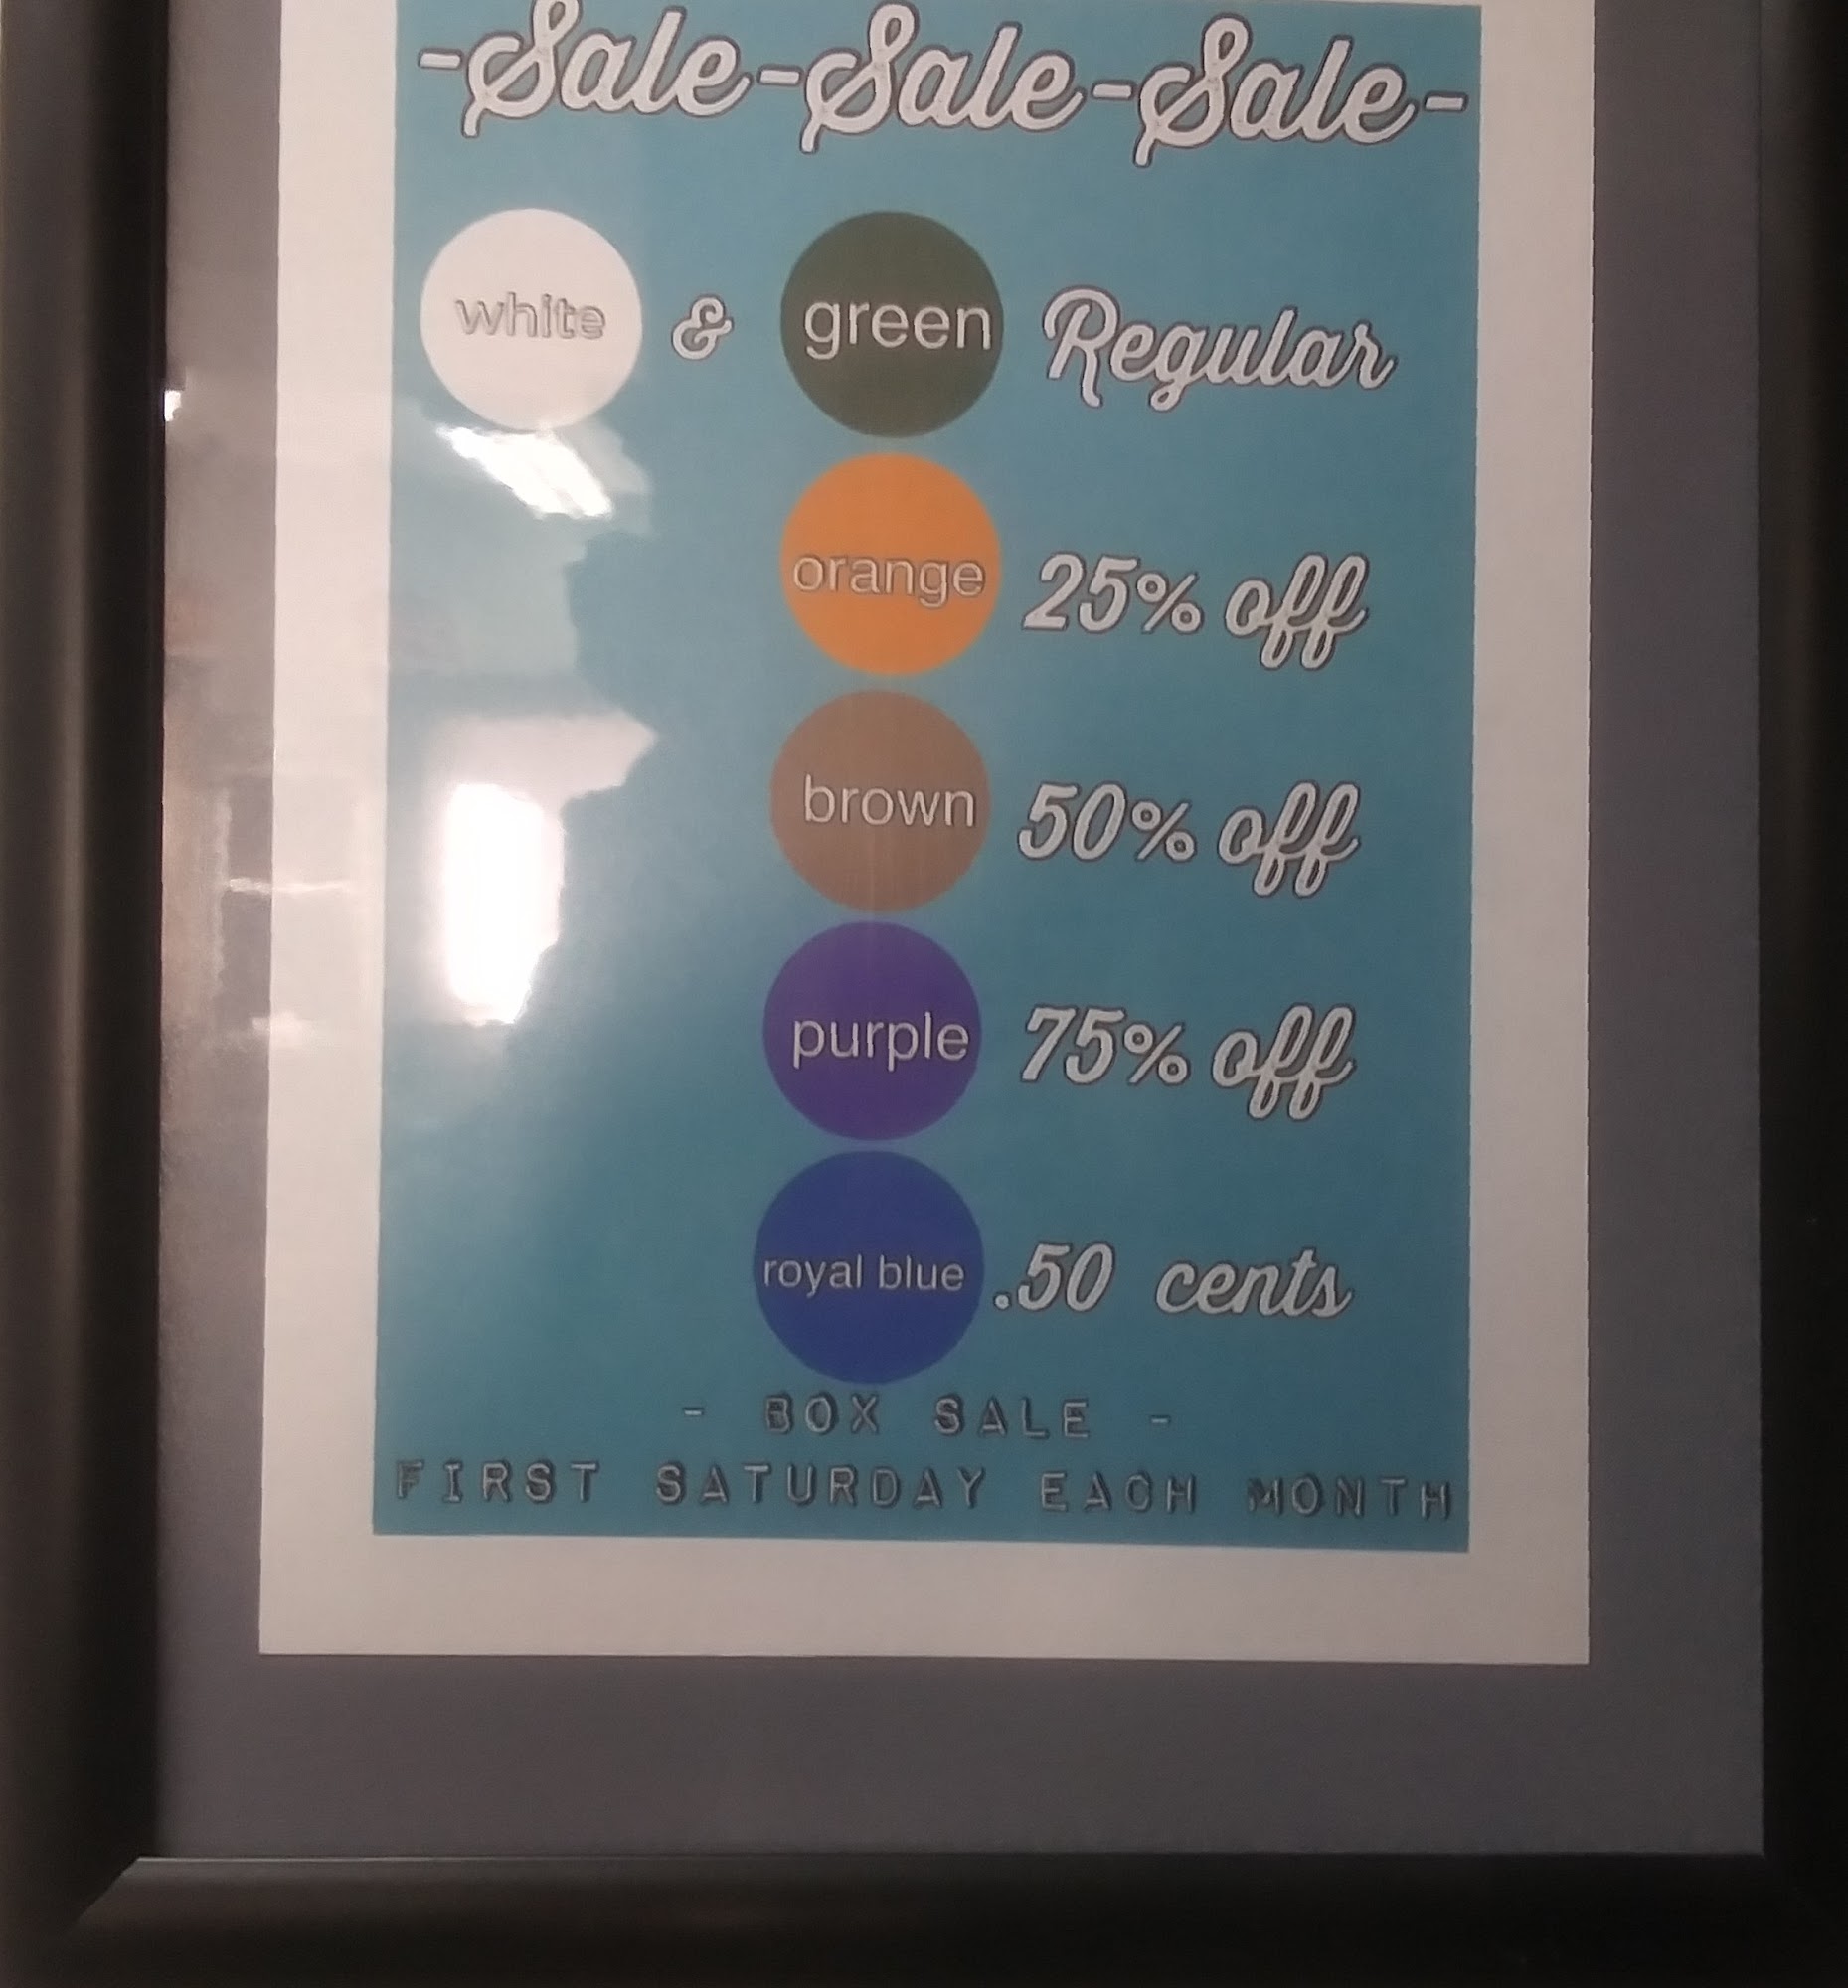 -Sale-Sale-Sale-
white & green Regular
orange 25% off
brown 50% off
purple 75% off
royal blue .50 cents
- BOX SALE -
FIRST SATURDAY EACH MONTH